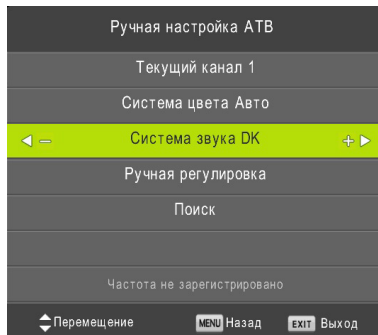 Ручная настройка АТВ
Текущий канал 1
Система цвета Авто
Система звука DK
Ручная регулировка
Поиск
Частота не зарегистрировано
Перемещение MENU Назад EXIT Выход